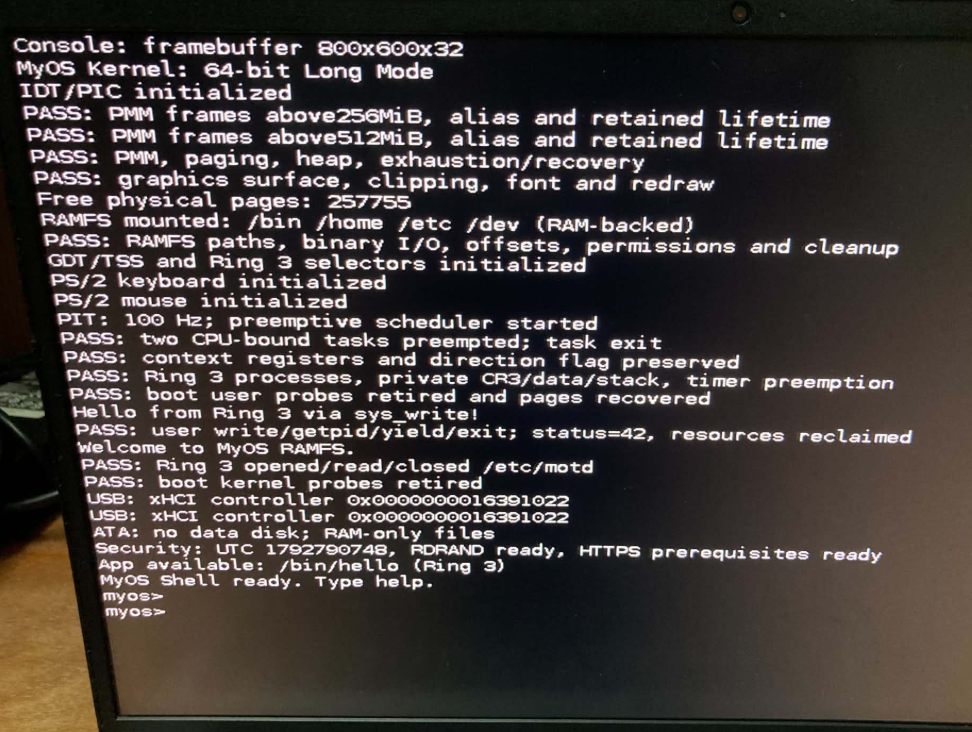 Console: framebuffer 800x600x32
MyOS Kernel: 64-bit Long Mode
IDT/PIC initialized
PASS: PMM frames above256MiB, alias and retained lifetime
PASS: PMM frames above512MiB, alias and retained lifetime
PASS: PMM, paging, heap, exhaustion/recovery
PASS: graphics surface, clipping, font and redraw
Free physical pages: 257755
RAMFS mounted: /bin /home /etc /dev (RAM-backed)
PASS: RAMFS paths, binary I/O, offsets, permissions and cleanup
GDT/TSS and Ring 3 selectors initialized
PS/2 keyboard initialized
PS/2 mouse initialized
PIT: 100 Hz; preemptive scheduler started
PASS: two CPU-bound tasks preempted; task exit
PASS: context registers and direction flag preserved
PASS: Ring 3 processes, private CR3/data/stack, timer preemption
PASS: boot user probes retired and pages recovered
Hello from Ring 3 via sys_write!
PASS: user write/getpid/yield/exit; status=42, resources reclaimed
Welcome to MyOS RAMFS.
PASS: Ring 3 opened/read/closed /etc/motd
PASS: boot kernel probes retired
USB: xHCI controller 0x0000000016391022
USB: xHCI controller 0x0000000016391022
ATA: no data disk; RAM-only files
Security: UTC 1792790748, RDRAND ready, HTTPS prerequisites ready
App available: /bin/hello (Ring 3)
MyOS Shell ready. Type help.
myos>
myos>